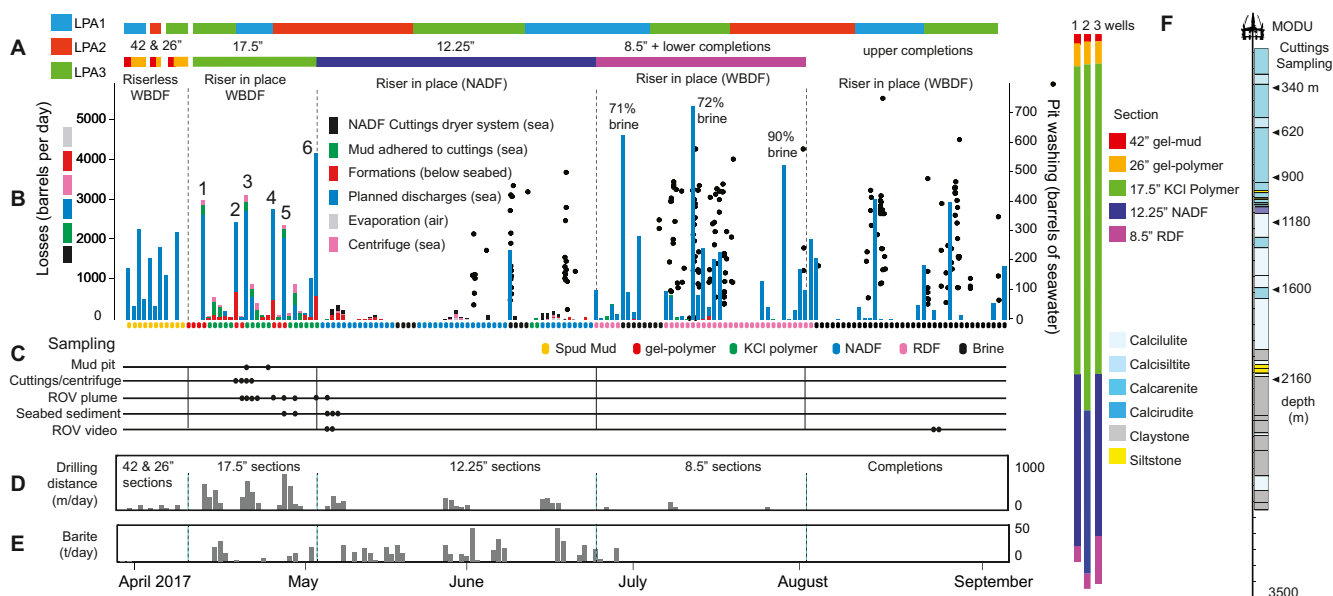 LPA1
LPA2
LPA3
A
42 & 26"
17.5"
12.25"
8.5" + lower completions
upper completions
Riserless
WBDF
Riser in place
WBDF
Riser in place (NADF)
Riser in place (WBDF)
Riser in place (WBDF)
B
Losses (barrels per day)
5000
4000
3000
2000
1000
0
1
2
3
4
5
6
NADF Cuttings dryer system (sea)
Mud adhered to cuttings (sea)
Formations (below seabed)
Planned discharges (sea)
Evaporation (air)
Centrifuge (sea)
71%
brine
72%
brine
90%
brine
700
600
500
400
300
200
100
0
Pit washing (barrels of seawater)
Spud Mud
gel-polymer
KCl polymer
NADF
RDF
Brine
C
Sampling
Mud pit
Cuttings/centrifuge
ROV plume
Seabed sediment
ROV video
D
Drilling
distance
(m/day)
42 & 26"
sections
17.5" sections
12.25" sections
8.5" sections
Completions
1000
0
E
Barite
(t/day)
50
0
April 2017
May
June
July
August
September
1 2 3 wells
Section
42" gel-mud
26" gel-polymer
17.5" KCl Polymer
12.25" NADF
8.5" RDF
Calcilulite
Calcisiltite
Calcarenite
Calcirudite
Claystone
Siltstone
F
MODU
Cuttings
Sampling
340 m
620
900
1180
1600
2160
depth
(m)
3500